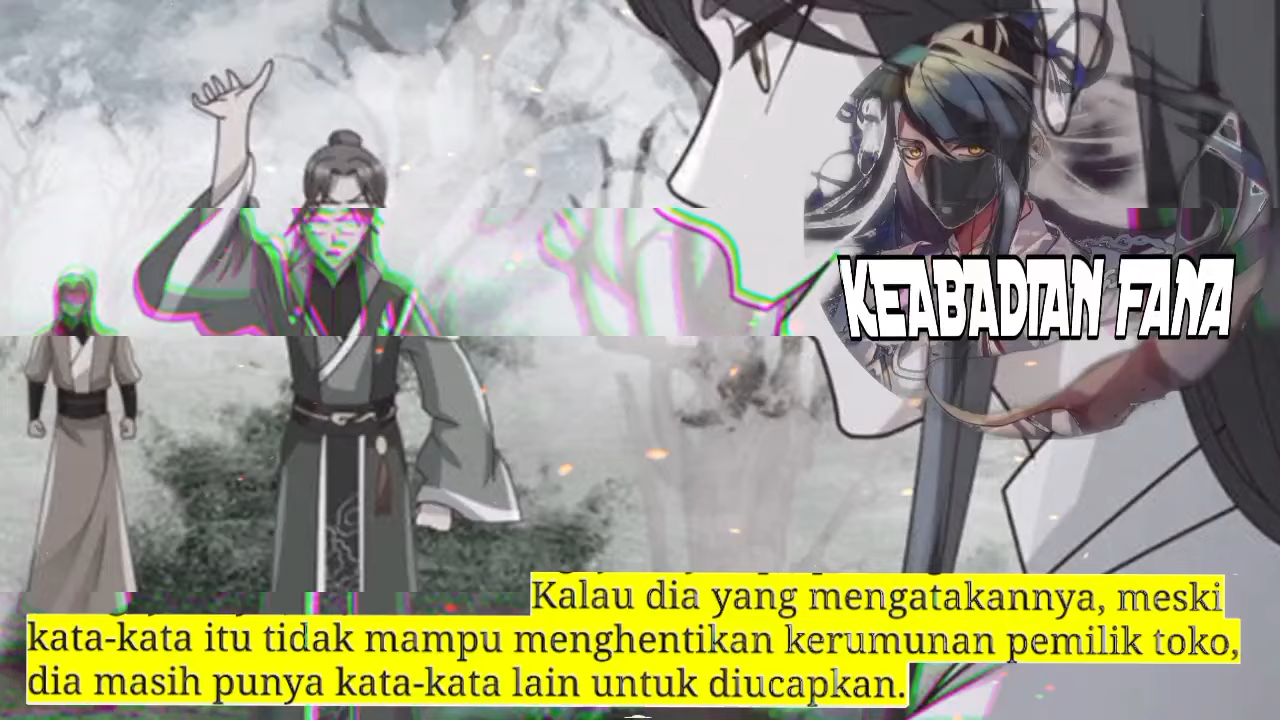 KEABADIAN FANA
Kalau dia yang mengatakannya, meski
kata-kata itu tidak mampu menghentikan kerumunan pemilik toko,
dia masih punya kata-kata lain untuk diucapkan.